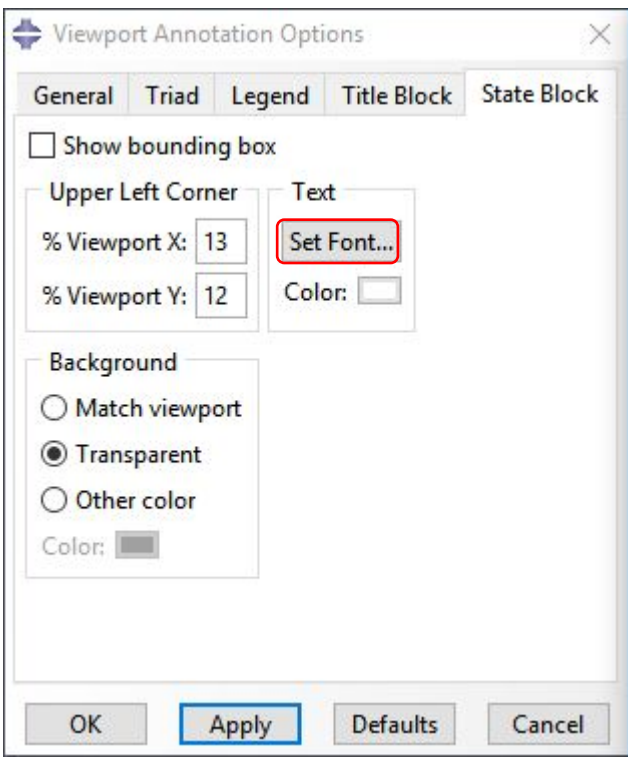 Viewport Annotation Options
General Triad Legend Title Block State Block
Show bounding box
Upper Left Corner Text
% Viewport X: 13 Set Font...
% Viewport Y: 12 Color:
Background
Match viewport
Transparent
Other color
Color:
OK Apply Defaults Cancel